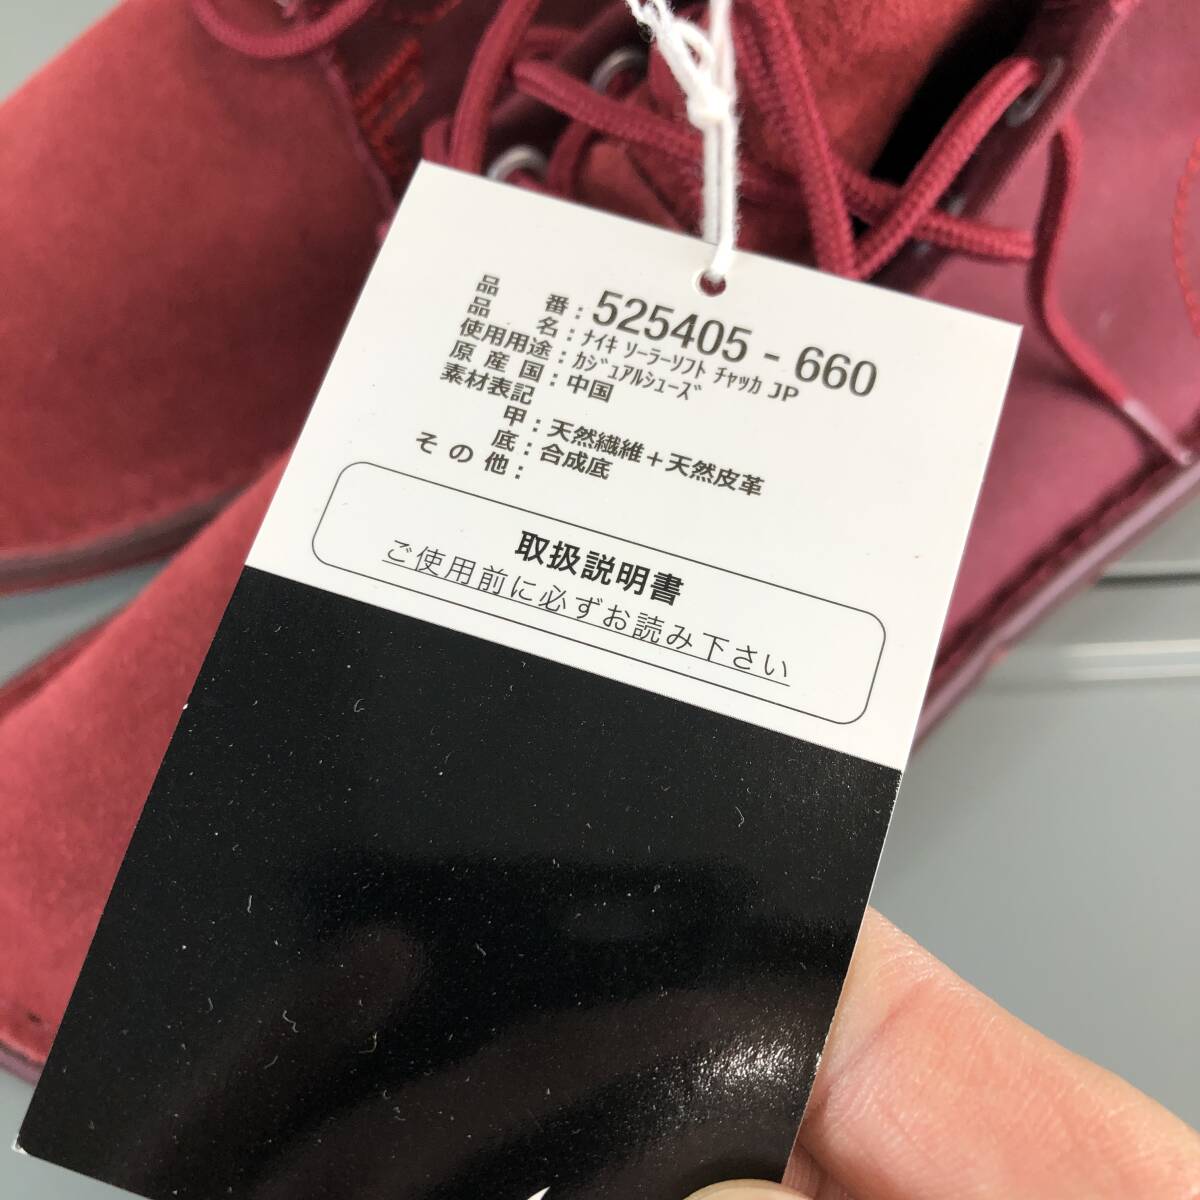 品 番：525405 - 660
品 名：ﾅｲｷ ｿｰﾗｰｿﾌﾄ ﾁｬｯｶ JP
使用用途：ｶｼﾞｭｱﾙｼｭｰｽﾞ
原 産 国：中国
素材表記
甲：天然繊維＋天然皮革
底：合成底
そ の 他：
取扱説明書
ご使用前に必ずお読み下さい